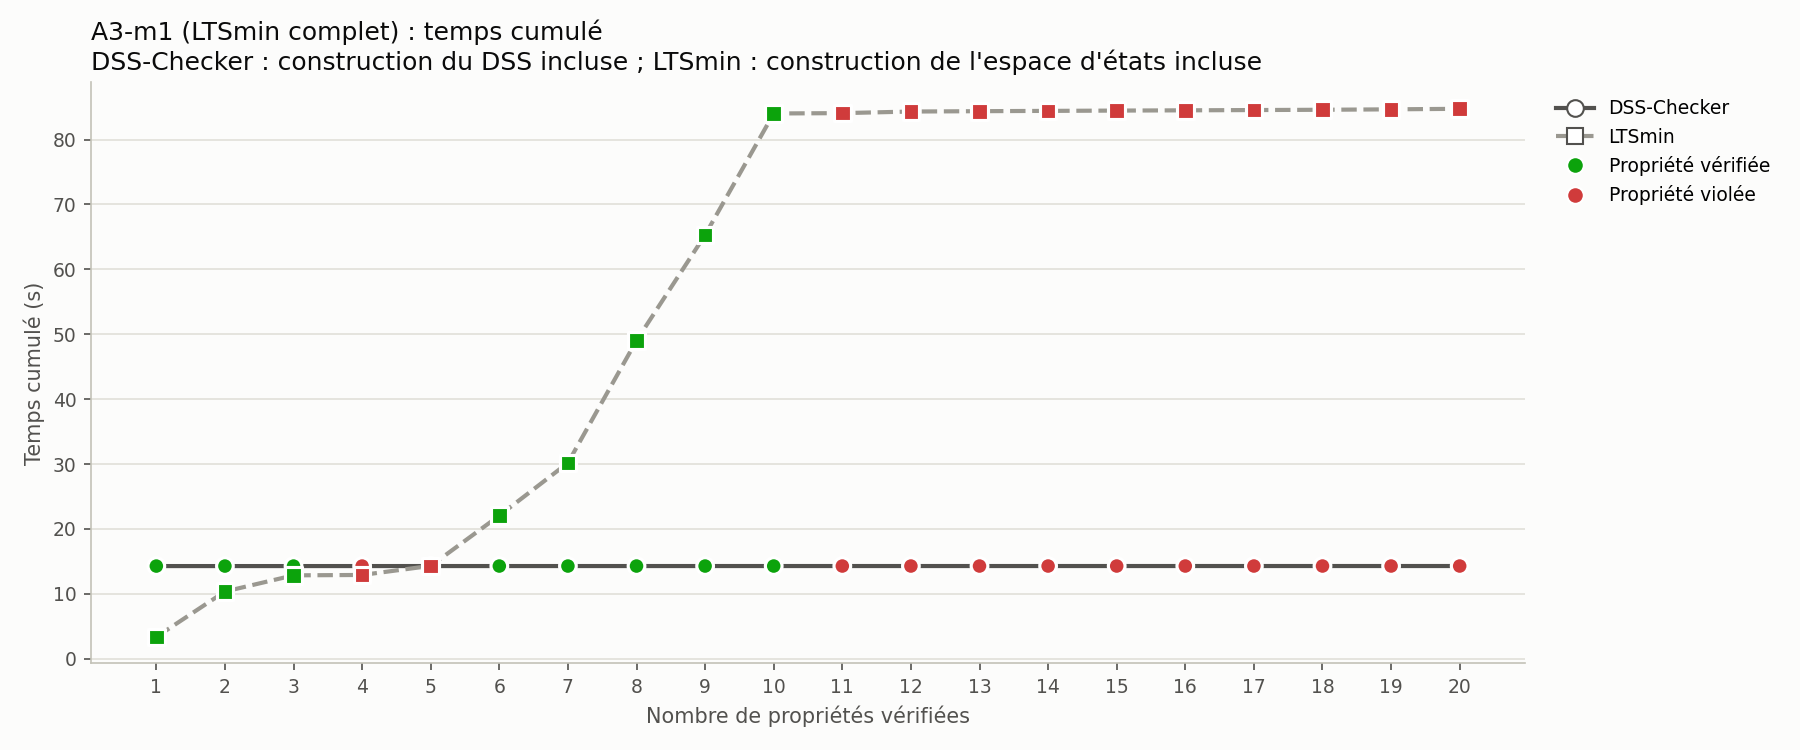 A3-m1 (LTSmin complet) : temps cumulé
DSS-Checker : construction du DSS incluse ; LTSmin : construction de l'espace d'états incluse
DSS-Checker
LTSmin
Propriété vérifiée
Propriété violée
Temps cumulé (s)
80
70
60
50
40
30
20
10
0
1 2 3 4 5 6 7 8 9 10 11 12 13 14 15 16 17 18 19 20
Nombre de propriétés vérifiées